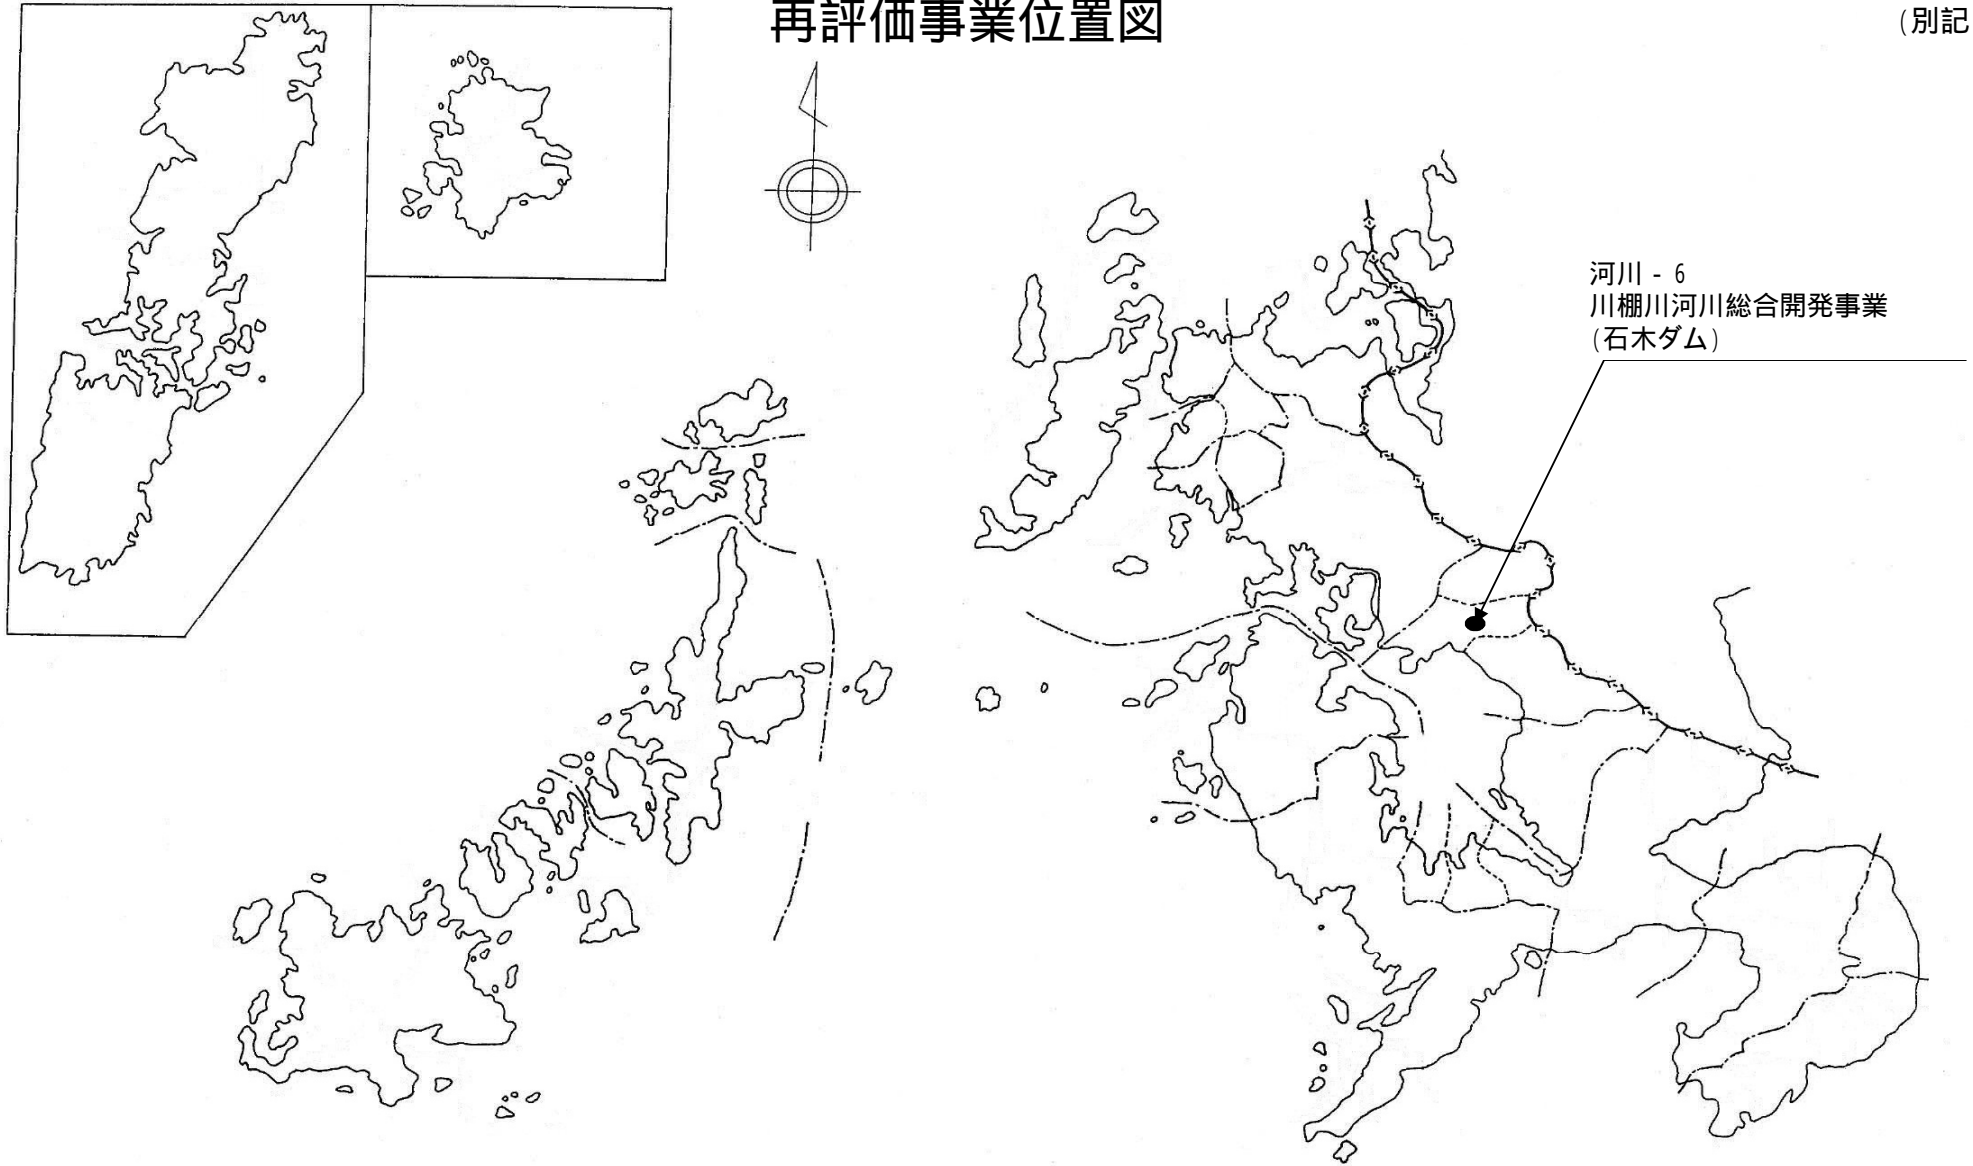 再評価事業位置図
(別記
河川 - 6
川棚川河川総合開発事業
(石木ダム)